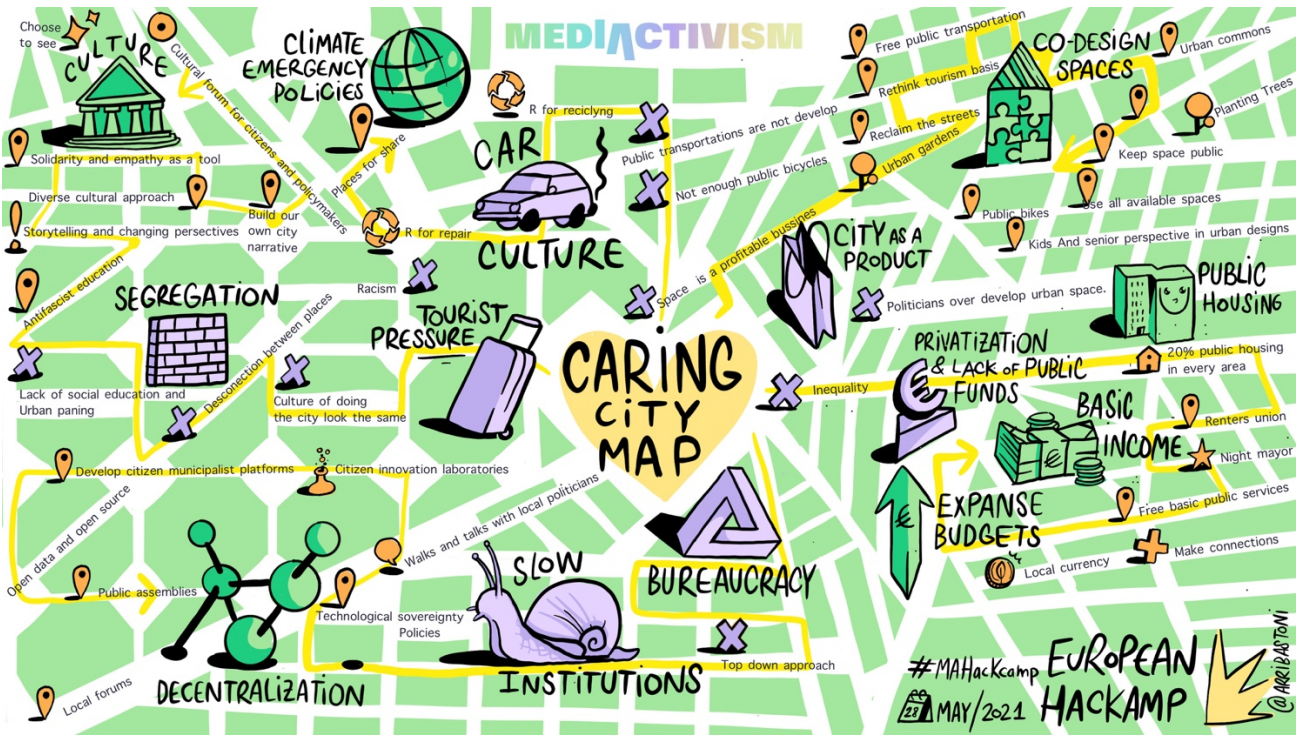 MEDIACTIVISM
Choose
to see
CULTURE
Cultural forum for citizens and policymakers
CLIMATE
EMERGENCY
POLICIES
Places for share
Solidarity and empathy as a tool
Diverse cultural approach
Build our
own city
narrative
Storytelling and changing persectives
Antifascist education
R for reciclyng
CAR
CULTURE
R for repair
Public transportations are not develop
Not enough public bicycles
Space is a profitable bussines
Free public transportation
Rethink tourism basis
Reclaim the streets
Urban gardens
CO-DESIGN
SPACES
Urban commons
Planting Trees
Keep space public
Use all available spaces
Public bikes
Kids And senior perspective in urban designs
CITY AS A
PRODUCT
Politicians over develop urban space.
PUBLIC
HOUSING
SEGREGATION
Racism
TOURIST
PRESSURE
Desconection between places
Lack of social education and
Urban paning
Culture of doing
the city look the same
CARING
CITY
MAP
Inequality
PRIVATIZATION
& LACK OF PUBLIC
FUNDS
€
20% public housing
in every area
Renters union
Night mayor
BASIC
INCOME
€
EXPANSE
BUDGETS
€
Free basic public services
Make connections
Local currency
Develop citizen municipalist platforms
Citizen innovation laboratories
Open data and open source
Public assemblies
Walks and talks with local politicians
Technological sovereignty
Policies
DECENTRALIZATION
Local forums
SLOW
INSTITUTIONS
BUREAUCRACY
Top down approach
#MAHackcamp
28 MAY/2021
EUROPEAN
HACKAMP
@ARRIBASTONI